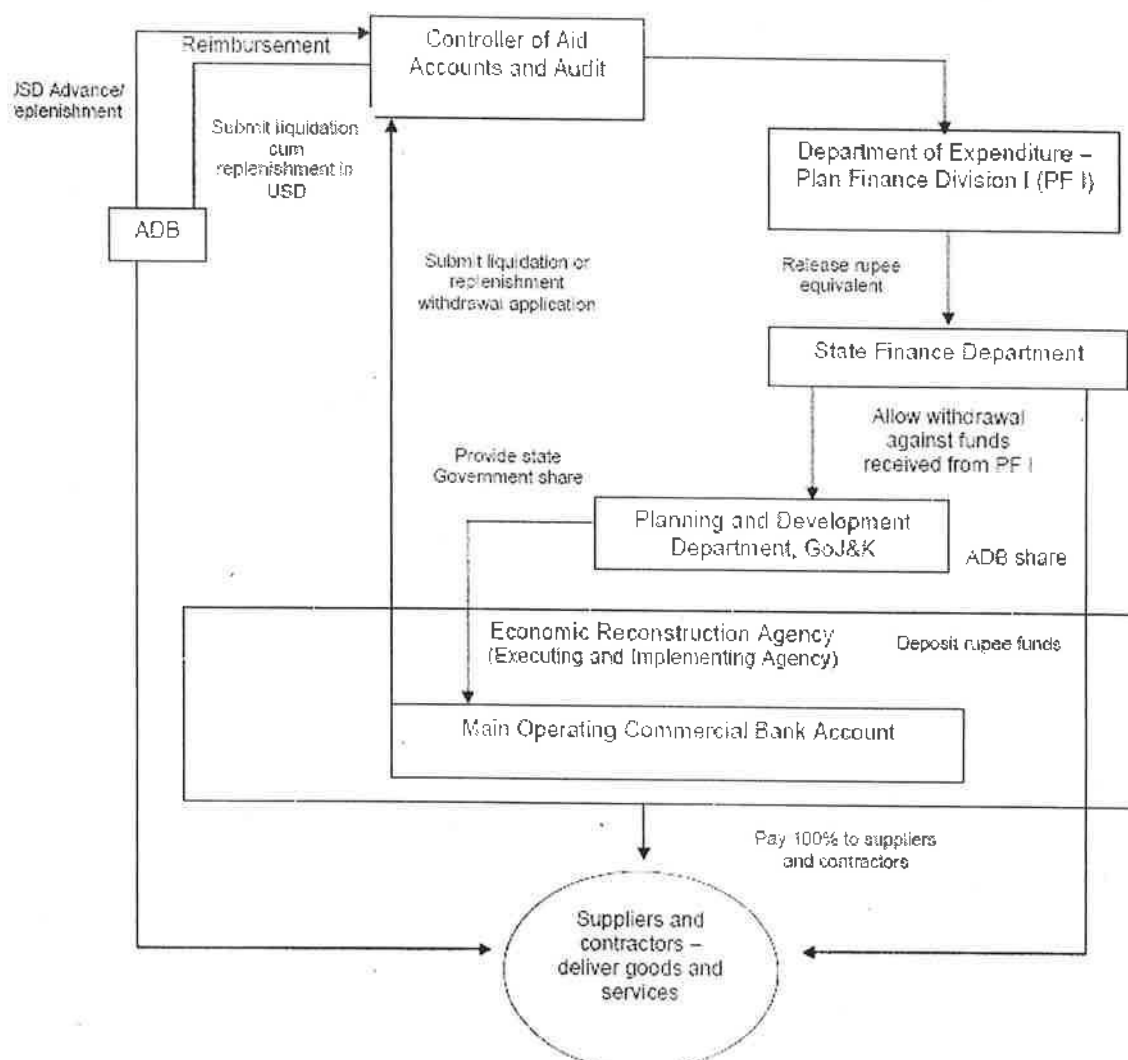 Reimbursement
Controller of Aid
Accounts and Audit
JSD Advance/
replenishment
Submit liquidation
cum
replenishment in
USD
ADB
Department of Expenditure –
Plan Finance Division I (PF I)
Submit liquidation or
replenishment
withdrawal application
Release rupee
equivalent
State Finance Department
Allow withdrawal
against funds
received from PF I
Provide state
Government share
Planning and Development
Department, GoJ&K
ADB share
Economic Reconstruction Agency
(Executing and Implementing Agency)
Deposit rupee funds
Main Operating Commercial Bank Account
Pay 100% to suppliers
and contractors
Suppliers and
contractors –
deliver goods and
services